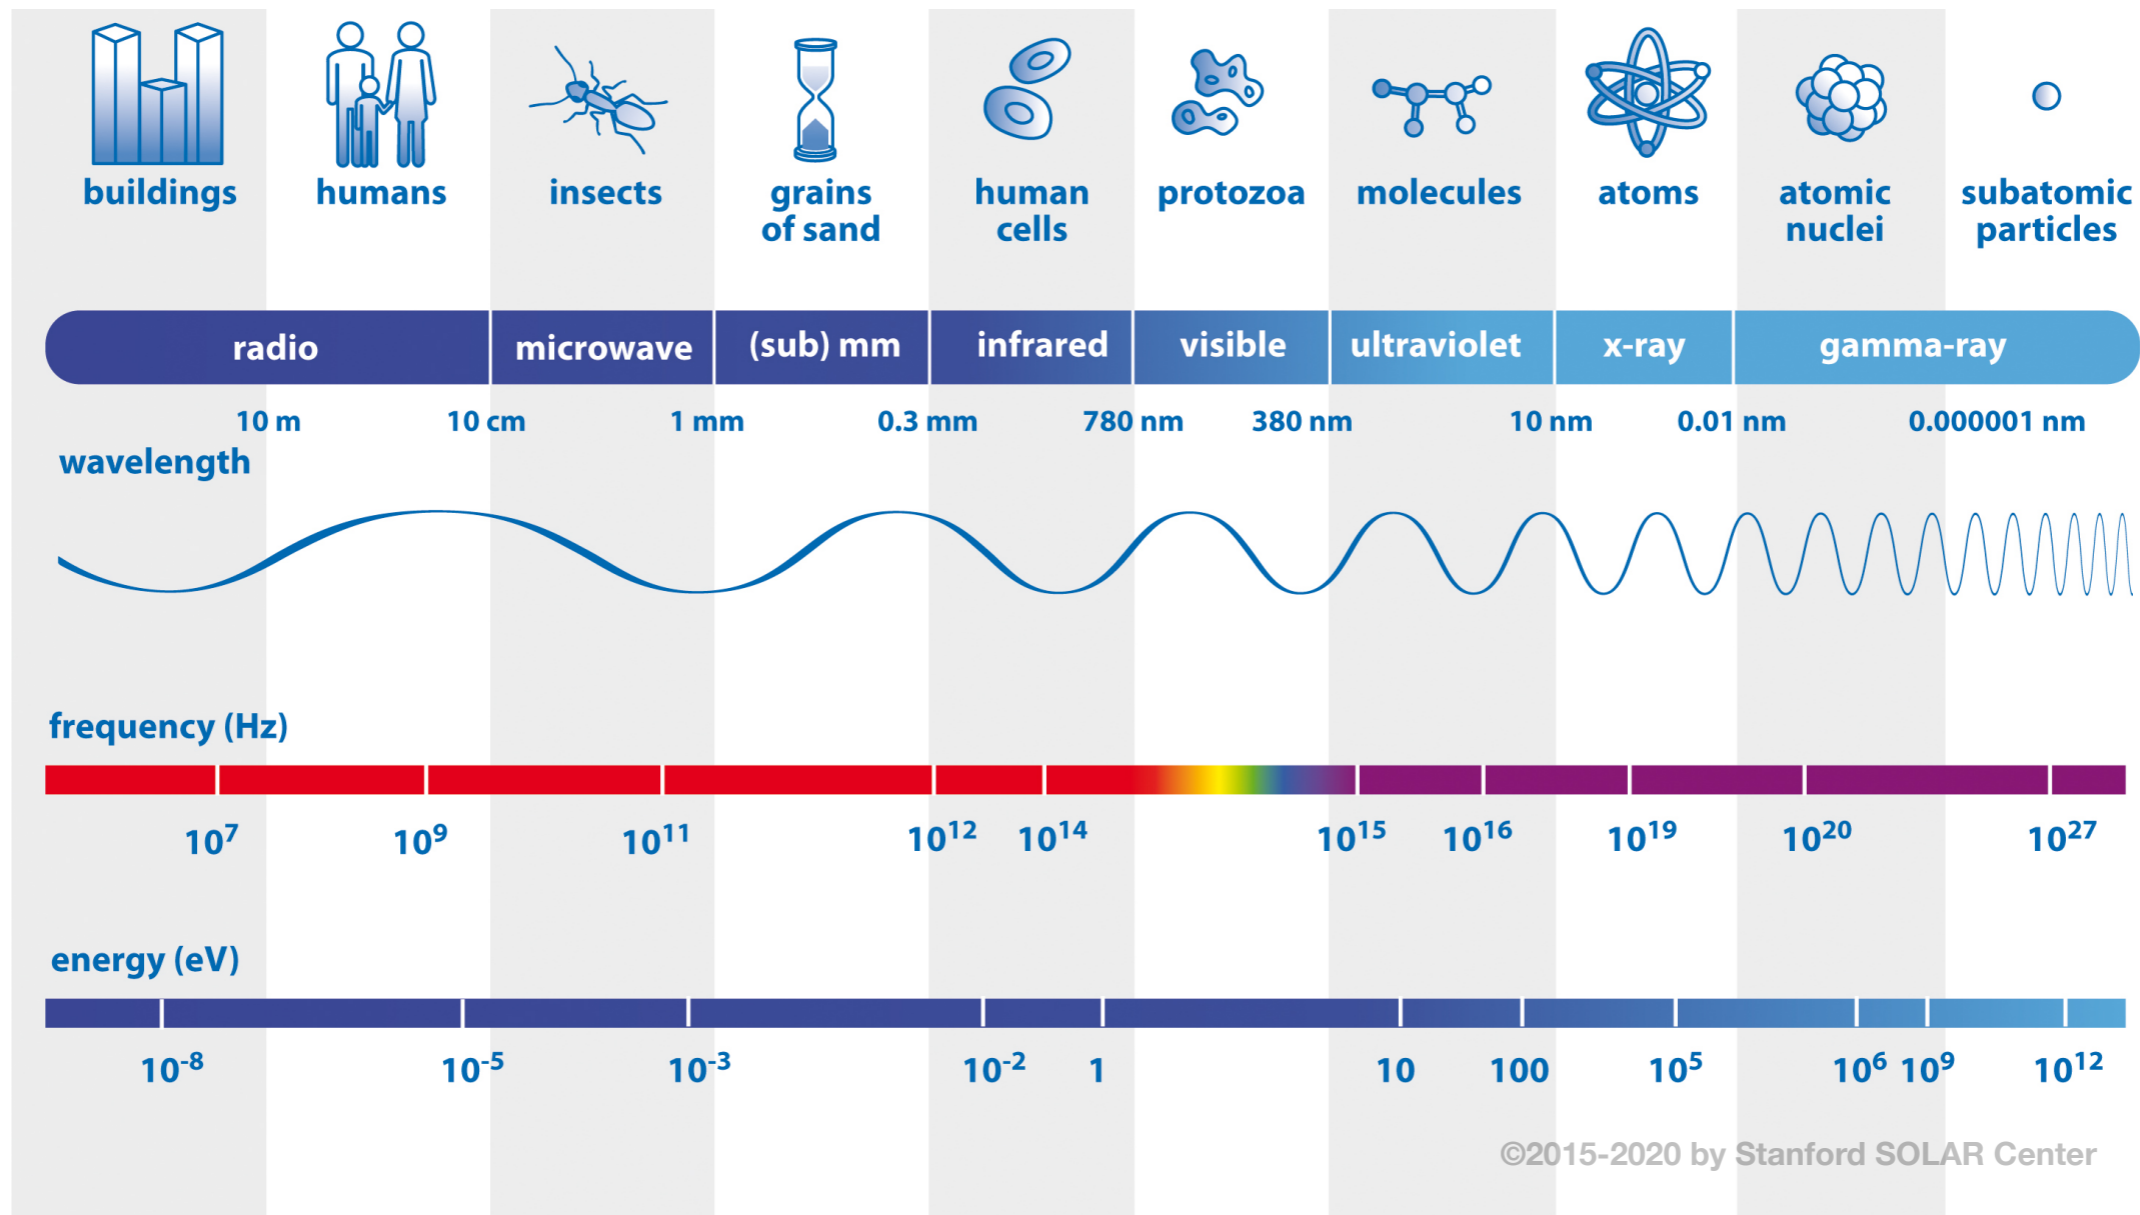 buildings
humans
insects
grains
of sand
human
cells
protozoa
molecules
atoms
atomic
nuclei
subatomic
particles
radio
microwave
(sub) mm
infrared
visible
ultraviolet
x-ray
gamma-ray
10 m
10 cm
1 mm
0.3 mm
780 nm
380 nm
10 nm
0.01 nm
0.000001 nm
wavelength
frequency (Hz)
10⁷
10⁹
10¹¹
10¹²
10¹⁴
10¹⁵
10¹⁶
10¹⁹
10²⁰
10²⁷
energy (eV)
10⁻⁸
10⁻⁵
10⁻³
10⁻²
1
10
100
10⁵
10⁶
10⁹
10¹²
©2015-2020 by Stanford SOLAR Center